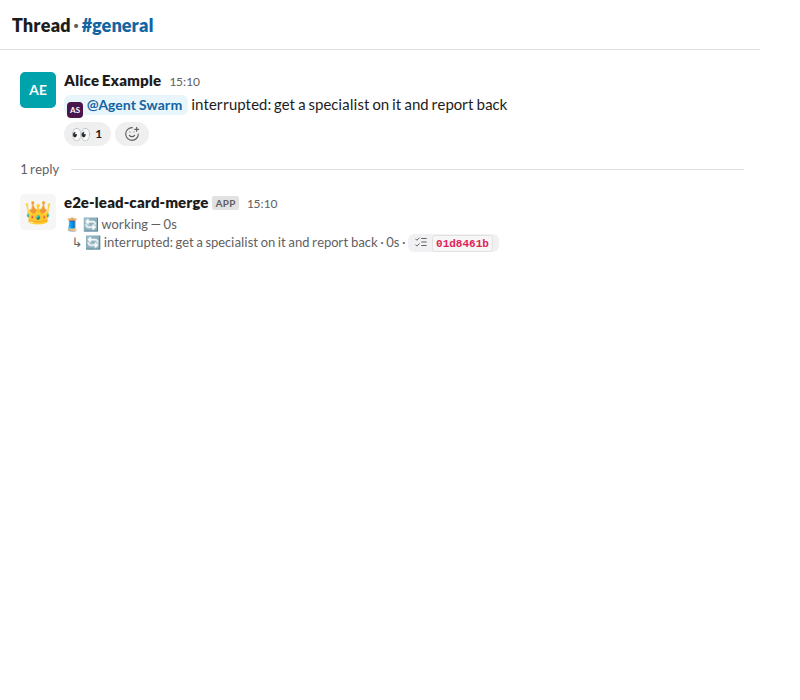 Thread · #general
AE
Alice Example 15:10
AS @Agent Swarm interrupted: get a specialist on it and report back
👀 1
1 reply
e2e-lead-card-merge APP 15:10
🧵 🔄 working — 0s
↳ 🔄 interrupted: get a specialist on it and report back · 0s · 01d8461b